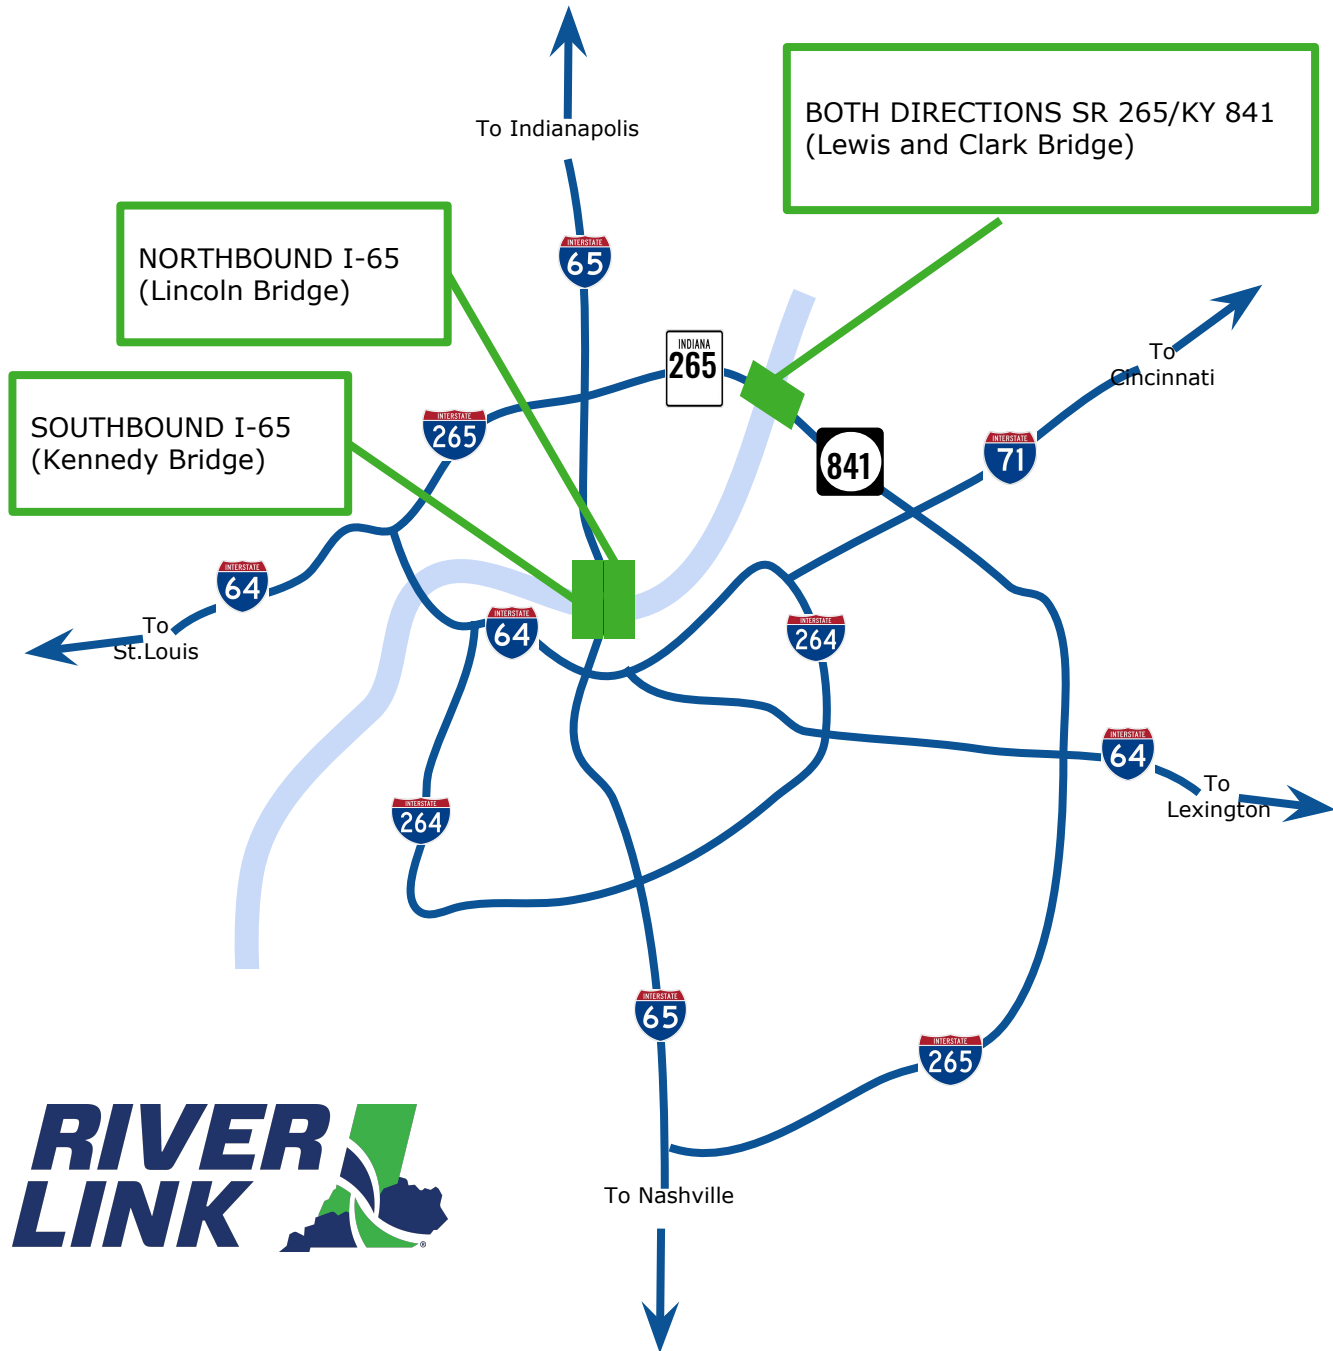 To Indianapolis
BOTH DIRECTIONS SR 265/KY 841
(Lewis and Clark Bridge)
NORTHBOUND I-65
(Lincoln Bridge)
INTERSTATE
65
INDIANA
265
To
Cincinnati
SOUTHBOUND I-65
(Kennedy Bridge)
INTERSTATE
265
841
INTERSTATE
71
INTERSTATE
64
To
St.Louis
INTERSTATE
64
INTERSTATE
264
INTERSTATE
64
To
Lexington
INTERSTATE
264
INTERSTATE
65
INTERSTATE
265
To Nashville
RIVER
LINK
®